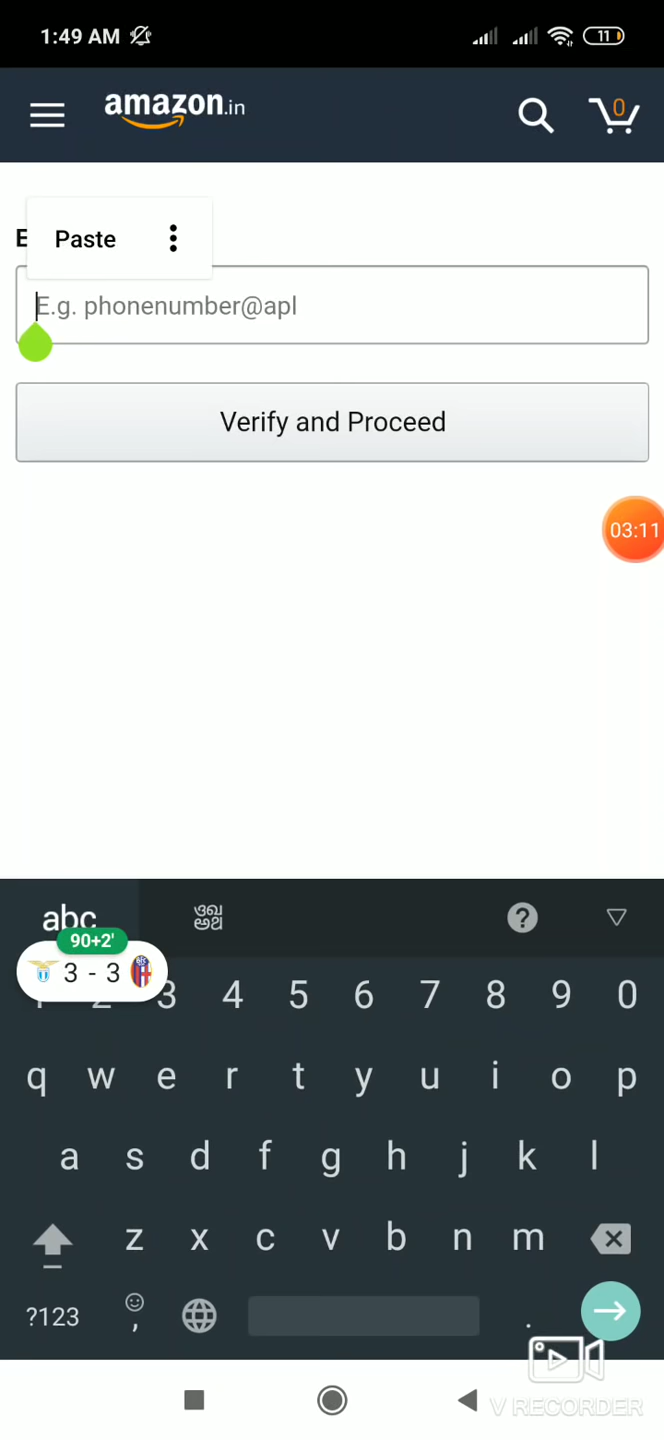 1:49 AM
11
amazon.in
0
E
Paste
E.g. phonenumber@apl
Verify and Proceed
03:11
abc
90+2'
3 - 3
3 4 5 6 7 8 9 0
q w e r t y u i o p
a s d f g h j k l
z x c v b n m
?123 , .
V RECORDER